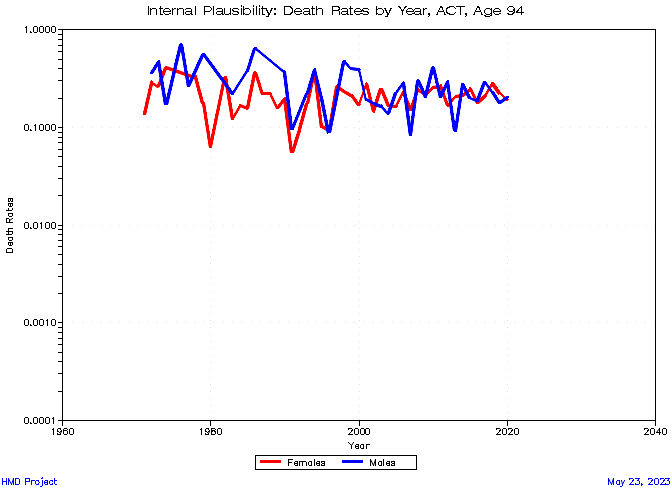 Internal Plausibility: Death Rates by Year, ACT, Age 94
1.0000
0.1000
0.0100
0.0010
0.0001
Death Rates
1960
1980
2000
2020
2040
Year
Females
Males
HMD Project
May 23, 2023